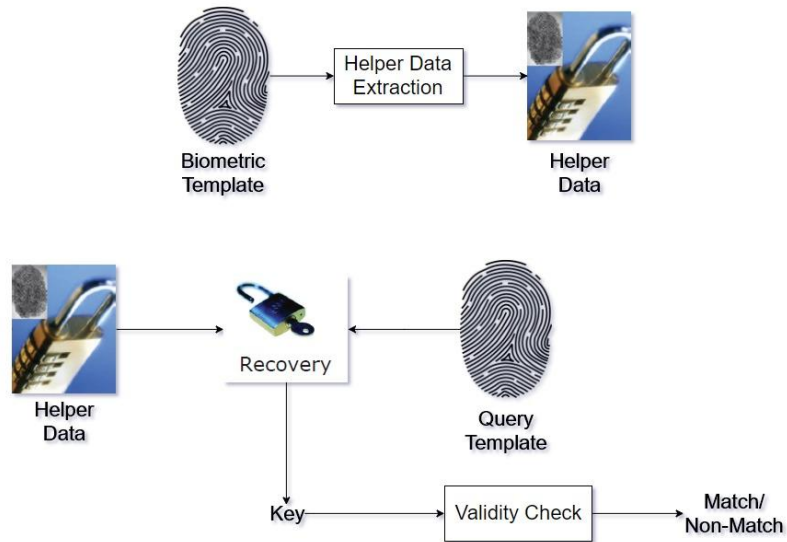 Helper Data
Extraction
Biometric
Template
Helper
Data
Recovery
Helper
Data
Query
Template
Key
Validity Check
Match/
Non-Match